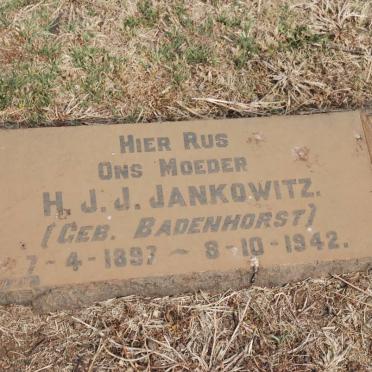 HIER RUS
ONS MOEDER
H. J. J. JANKOWITZ.
(GEB. BADENHORST)
7-4-1897 ~ 8-10-1942.